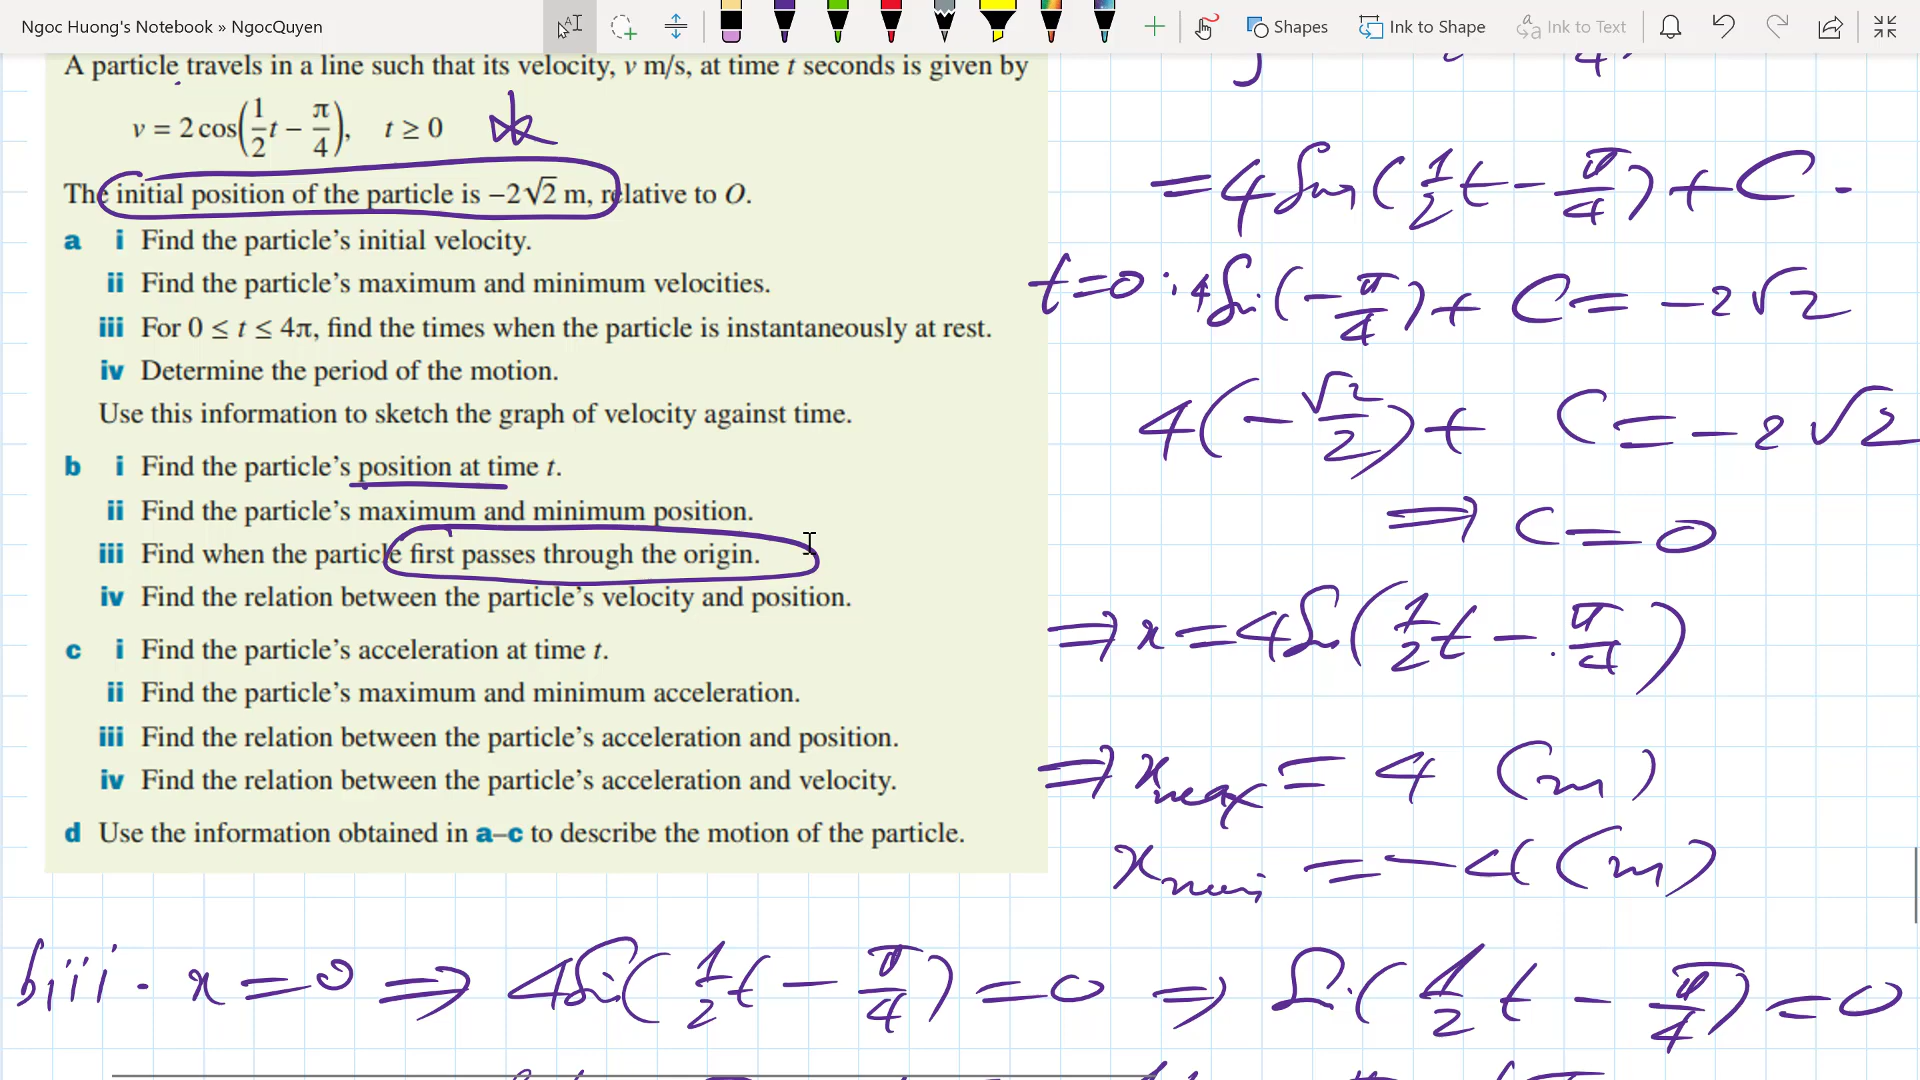 Ngoc Huong's Notebook » NgocQuyen
Shapes
Ink to Shape
Ink to Text
A particle travels in a line such that its velocity, v m/s, at time t seconds is given by
v = 2 cos(1/2 t − π/4), t ≥ 0
The initial position of the particle is −2√2 m, relative to O.
a i Find the particle's initial velocity.
ii Find the particle's maximum and minimum velocities.
iii For 0 ≤ t ≤ 4π, find the times when the particle is instantaneously at rest.
iv Determine the period of the motion.
Use this information to sketch the graph of velocity against time.
b i Find the particle's position at time t.
ii Find the particle's maximum and minimum position.
iii Find when the particle first passes through the origin.
iv Find the relation between the particle's velocity and position.
c i Find the particle's acceleration at time t.
ii Find the particle's maximum and minimum acceleration.
iii Find the relation between the particle's acceleration and position.
iv Find the relation between the particle's acceleration and velocity.
d Use the information obtained in a–c to describe the motion of the particle.
= 4 sin (1/2 t − π/4) + C .
t = 0 : 4 sin (− π/4) + C = −2√2
4 (− √2/2) + C = −2√2
⇒ C = 0
⇒ x = 4 sin (1/2 t − π/4)
⇒ x max = 4 (m)
x min = −4 (m)
b,iii . x = 0 ⇒ 4 sin (1/2 t − π/4) = 0 ⇒ sin (1/2 t − π/4) = 0